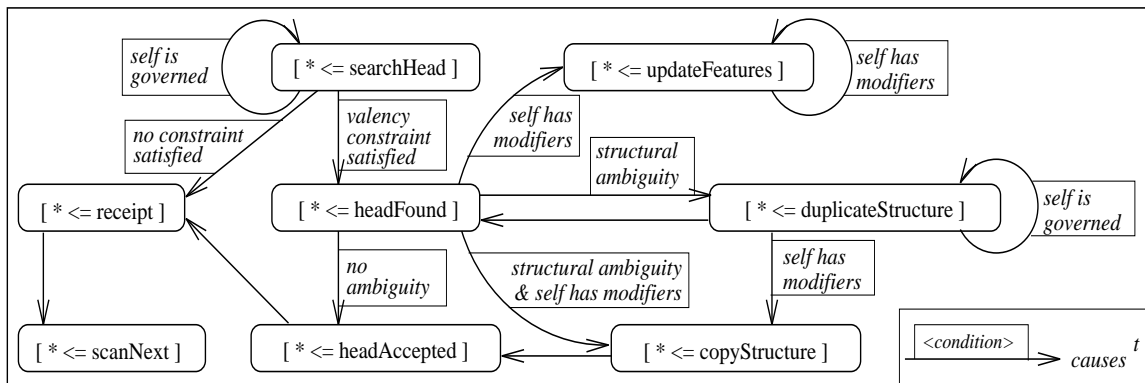 self is
governed
[ * <= searchHead ]
[ * <= updateFeatures ]
self has
modifiers
no constraint
satisfied
valency
constraint
satisfied
self has
modifiers
structural
ambiguity
[ * <= receipt ]
[ * <= headFound ]
[ * <= duplicateStructure ]
self is
governed
no
ambiguity
structural ambiguity
& self has modifiers
self has
modifiers
[ * <= scanNext ]
[ * <= headAccepted ]
[ * <= copyStructure ]
<condition>
causes t